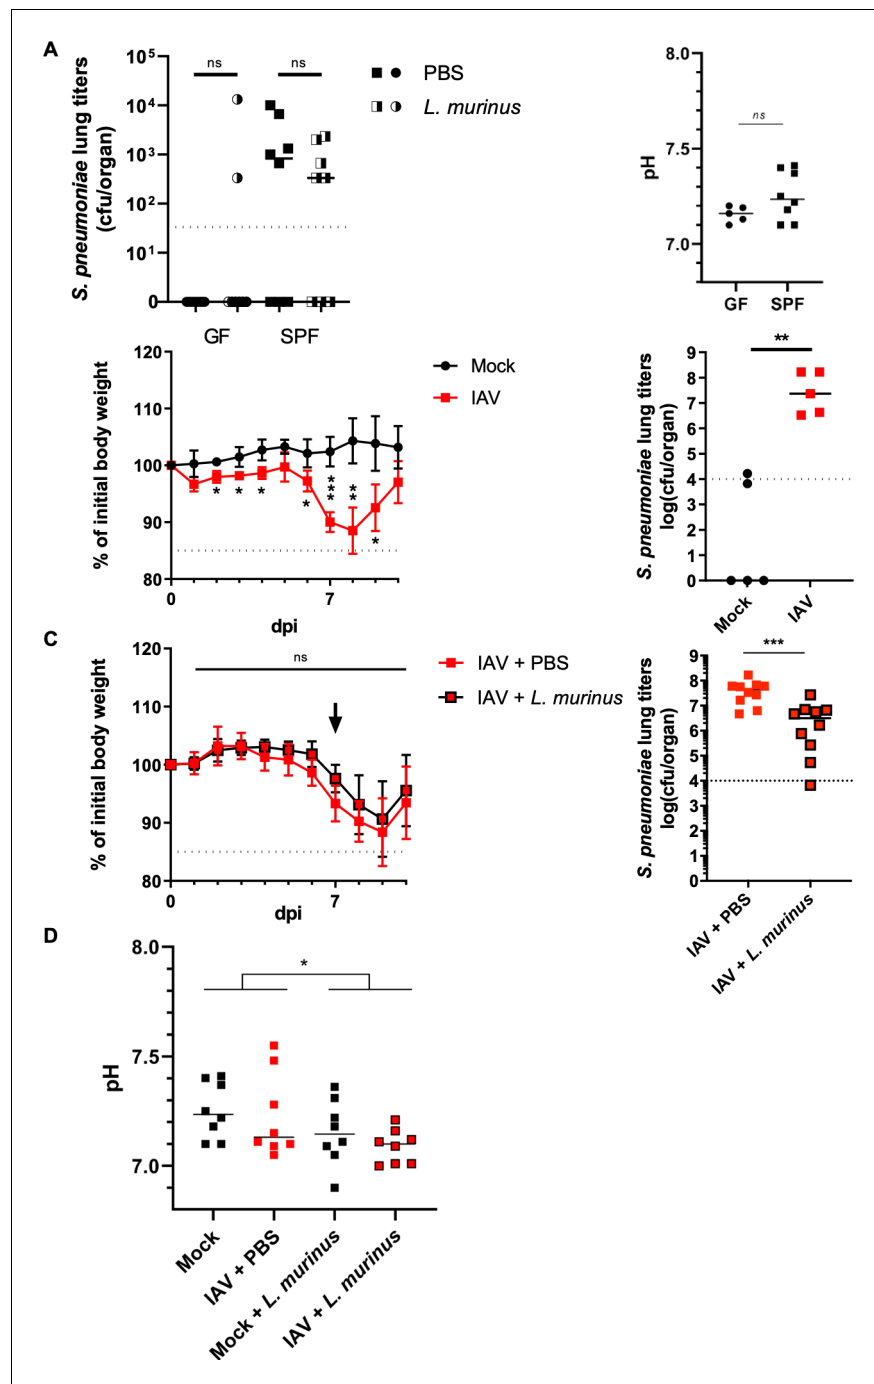 A
S. pneumoniae lung titers
(cfu/organ)
10^5
10^4
10^3
10^2
10^1
0
ns
ns
PBS
L. murinus
GF
SPF
pH
8.0
7.5
7.0
ns
GF
SPF
% of initial body weight
120
110
100
90
80
Mock
IAV
*
*
*
*
***
**
*
0
7
dpi
S. pneumoniae lung titers
log(cfu/organ)
9
8
7
6
5
4
3
2
1
0
**
Mock
IAV
C
% of initial body weight
120
110
100
90
80
ns
IAV + PBS
IAV + L. murinus
0
7
dpi
S. pneumoniae lung titers
log(cfu/organ)
9
8
7
6
5
4
3
2
1
0
***
IAV + PBS
IAV + L. murinus
D
pH
8.0
7.5
7.0
*
Mock
IAV + PBS
Mock + L. murinus
IAV + L. murinus